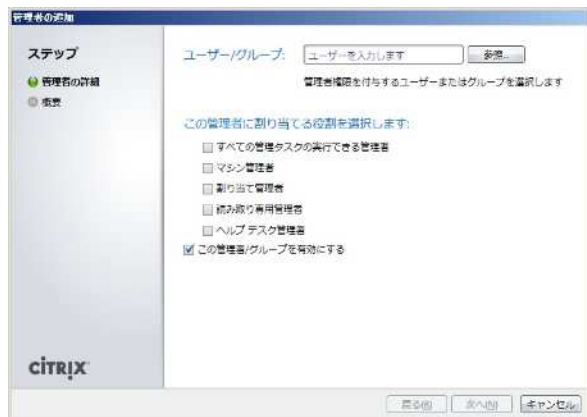 管理者の追加
ステップ
管理者の詳細
概要
ユーザー/グループ:
ユーザーを入力します
参照...
管理者権限を付与するユーザーまたはグループを選択します
この管理者に割り当てる役割を選択します:
すべての管理タスクの実行できる管理者
マシン管理者
割り当て管理者
読み取り専用管理者
ヘルプ デスク管理者
この管理者/グループを有効にする
CITRIX
戻る(B)
次へ(N)
キャンセル